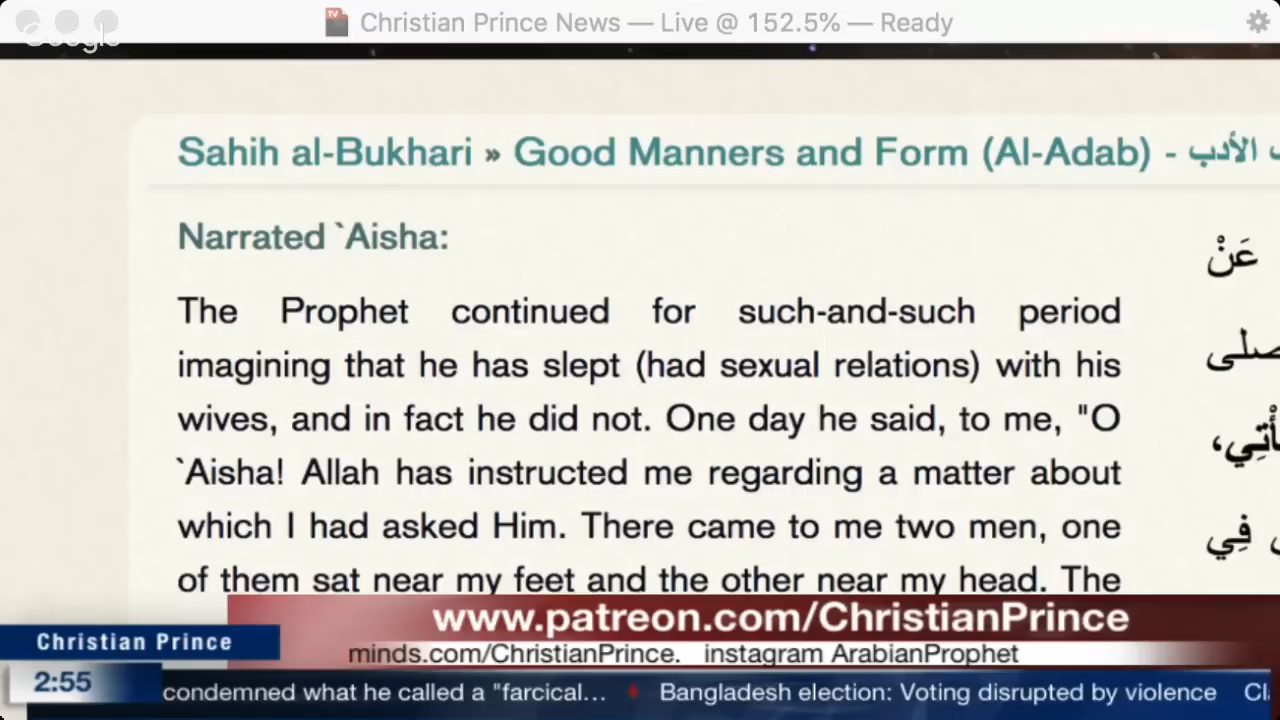 Christian Prince News — Live @ 152.5% — Ready
Google
Sahih al-Bukhari » Good Manners and Form (Al-Adab) - الأدب
Narrated `Aisha:
The Prophet continued for such-and-such period
imagining that he has slept (had sexual relations) with his
wives, and in fact he did not. One day he said, to me, "O
`Aisha! Allah has instructed me regarding a matter about
which I had asked Him. There came to me two men, one
of them sat near my feet and the other near my head. The
عَنْ
صلى
فِي
www.patreon.com/ChristianPrince
Christian Prince
minds.com/ChristianPrince. instagram ArabianProphet
2:55
condemned what he called a "farcical... Bangladesh election: Voting disrupted by violence